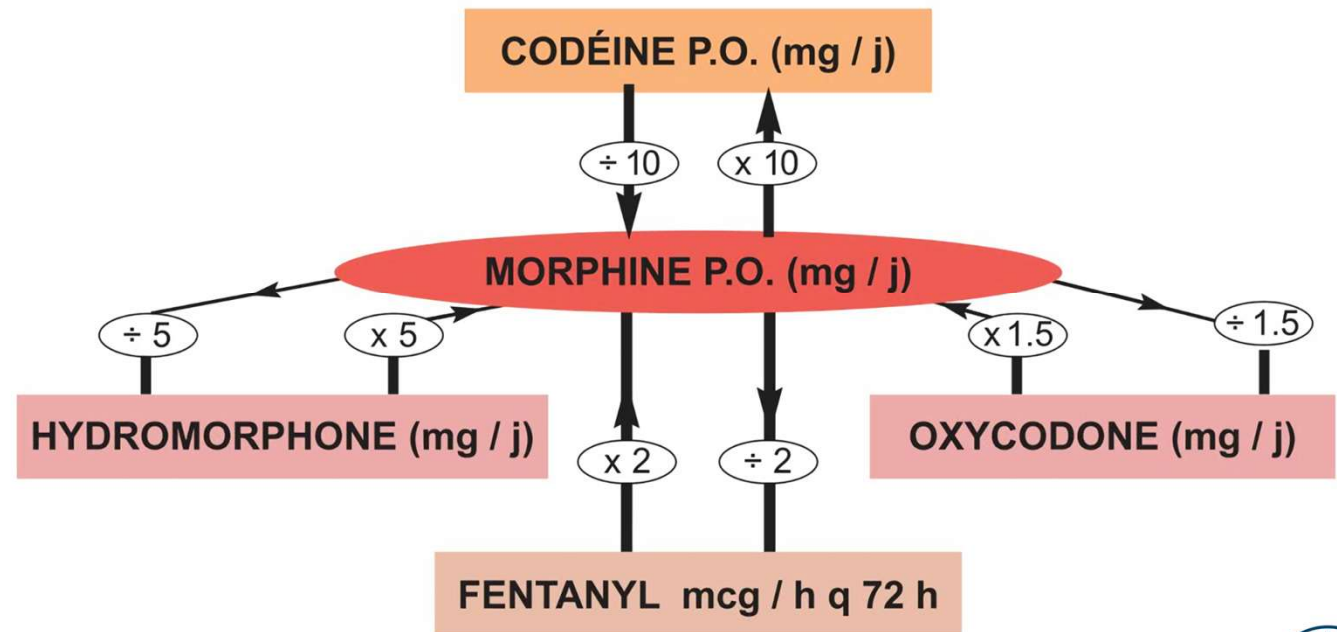 CODÉINE P.O. (mg / j)
÷ 10
x 10
MORPHINE P.O. (mg / j)
÷ 5
x 5
x 1.5
÷ 1.5
HYDROMORPHONE (mg / j)
OXYCODONE (mg / j)
x 2
÷ 2
FENTANYL mcg / h q 72 h